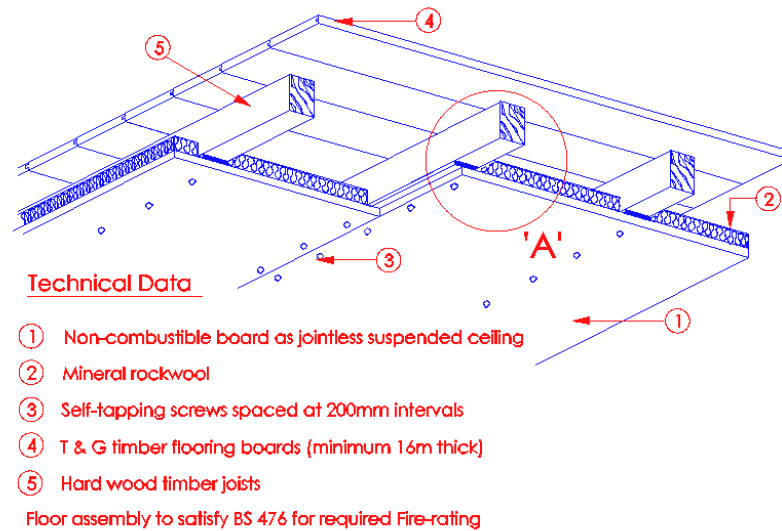 4
5
2
'A'
3
Technical Data
1
1 Non-combustible board as jointless suspended ceiling
2 Mineral rockwool
3 Self-tapping screws spaced at 200mm intervals
4 T & G timber flooring boards (minimum 16m thick)
5 Hard wood timber joists
Floor assembly to satisfy BS 476 for required Fire-rating